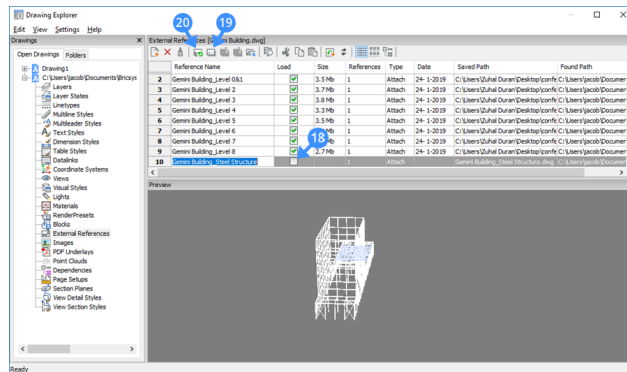 Drawing Explorer
20
19
Edit View Settings Help
Drawings
External References [Gemini Building.dwg]
Open Drawings Folders
Reference Name Load Size References Type Date Saved Path Found Path
Drawing1
C:\Users\jacob\Documents\Bricsys
Layers
Layer States
Linetypes
Multiline Styles
Multileader Styles
Text Styles
Dimension Styles
Table Styles
Datalinks
Coordinate Systems
Views
Visual Styles
Lights
Materials
RenderPresets
Blocks
External References
Images
PDF Underlays
Point Clouds
Dependencies
Page Setups
Section Planes
View Detail Styles
View Section Styles
2 Gemini Building_Level 0&1 3.5 Mb 1 Attach 24- 1-2019 C:\Users\Zuhal Duran\Desktop\confe C:\Users\jacob\Documer
3 Gemini Building_Level 2 3.7 Mb 1 Attach 24- 1-2019 C:\Users\Zuhal Duran\Desktop\confe C:\Users\jacob\Documer
4 Gemini Building_Level 3 3.8 Mb 1 Attach 24- 1-2019 C:\Users\Zuhal Duran\Desktop\confe C:\Users\jacob\Documer
5 Gemini Building_Level 4 3.3 Mb 1 Attach 24- 1-2019 C:\Users\Zuhal Duran\Desktop\confe C:\Users\jacob\Documer
6 Gemini Building_Level 5 3.5 Mb 1 Attach 24- 1-2019 C:\Users\Zuhal Duran\Desktop\confe C:\Users\jacob\Documer
7 Gemini Building_Level 6 Mb 1 Attach 24- 1-2019 C:\Users\Zuhal Duran\Desktop\confe C:\Users\jacob\Documer
8 Gemini Building_Level 7 Mb 1 Attach 24- 1-2019 C:\Users\Zuhal Duran\Desktop\confe C:\Users\jacob\Documer
9 Gemini Building_Level 8 2.7 Mb 1 Attach 24- 1-2019 C:\Users\Zuhal Duran\Desktop\confe C:\Users\jacob\Documer
18
10 Gemini Building_Steel Structure 1 Attach Gemini Building_Steel Structure.dwg C:\Users\jacob\Documer
Preview
Ready